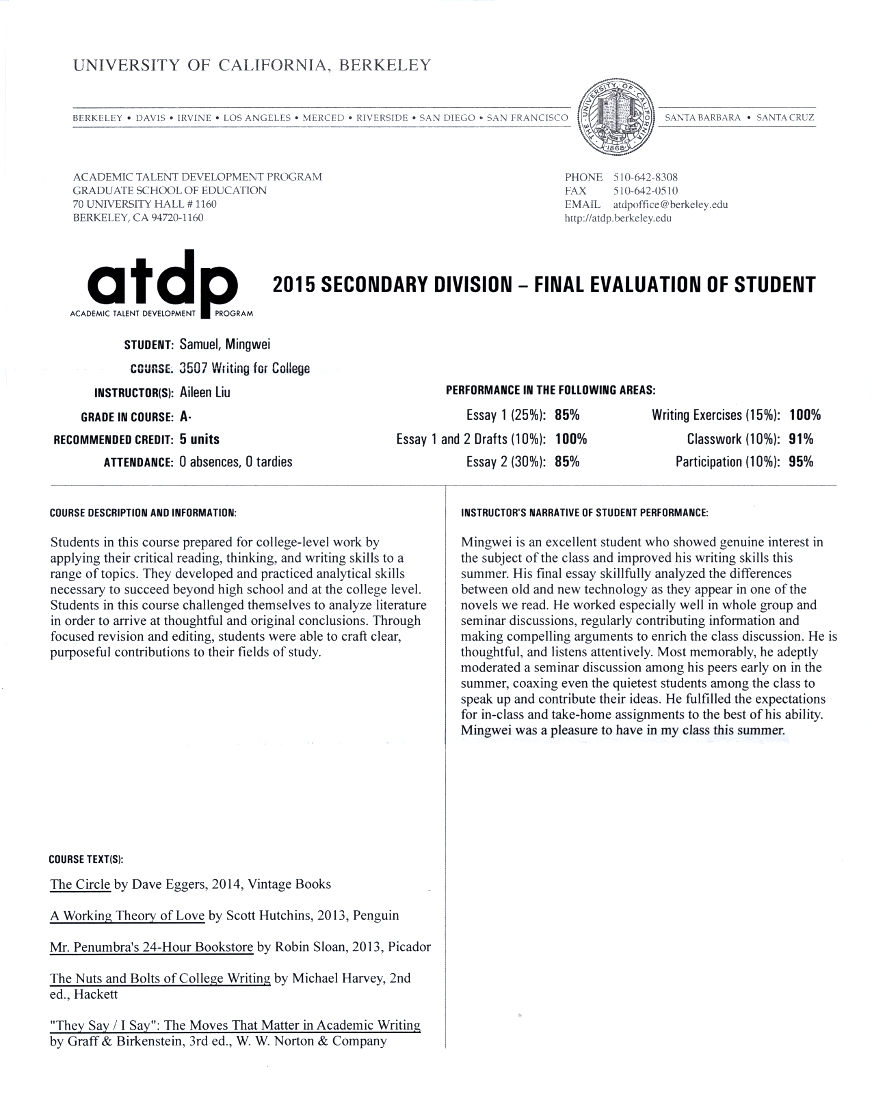 UNIVERSITY OF CALIFORNIA, BERKELEY
BERKELEY • DAVIS • IRVINE • LOS ANGELES • MERCED • RIVERSIDE • SAN DIEGO • SAN FRANCISCO
SANTA BARBARA • SANTA CRUZ
THE UNIVERSITY OF CALIFORNIA
1868
ACADEMIC TALENT DEVELOPMENT PROGRAM
GRADUATE SCHOOL OF EDUCATION
70 UNIVERSITY HALL # 1160
BERKELEY, CA 94720-1160
PHONE 510-642-8308
FAX 510-642-0510
EMAIL atdpoffice@berkeley.edu
http://atdp.berkeley.edu
atdp
ACADEMIC TALENT DEVELOPMENT PROGRAM
2015 SECONDARY DIVISION – FINAL EVALUATION OF STUDENT
STUDENT: Samuel, Mingwei
COURSE: 3507 Writing for College
INSTRUCTOR(S): Aileen Liu
GRADE IN COURSE: A-
RECOMMENDED CREDIT: 5 units
ATTENDANCE: 0 absences, 0 tardies
PERFORMANCE IN THE FOLLOWING AREAS:
Essay 1 (25%): 85%
Essay 1 and 2 Drafts (10%): 100%
Essay 2 (30%): 85%
Writing Exercises (15%): 100%
Classwork (10%): 91%
Participation (10%): 95%
COURSE DESCRIPTION AND INFORMATION:
Students in this course prepared for college-level work by
applying their critical reading, thinking, and writing skills to a
range of topics. They developed and practiced analytical skills
necessary to succeed beyond high school and at the college level.
Students in this course challenged themselves to analyze literature
in order to arrive at thoughtful and original conclusions. Through
focused revision and editing, students were able to craft clear,
purposeful contributions to their fields of study.
COURSE TEXT(S):
The Circle by Dave Eggers, 2014, Vintage Books
A Working Theory of Love by Scott Hutchins, 2013, Penguin
Mr. Penumbra's 24-Hour Bookstore by Robin Sloan, 2013, Picador
The Nuts and Bolts of College Writing by Michael Harvey, 2nd
ed., Hackett
"They Say / I Say": The Moves That Matter in Academic Writing
by Graff & Birkenstein, 3rd ed., W. W. Norton & Company
INSTRUCTOR'S NARRATIVE OF STUDENT PERFORMANCE:
Mingwei is an excellent student who showed genuine interest in
the subject of the class and improved his writing skills this
summer. His final essay skillfully analyzed the differences
between old and new technology as they appear in one of the
novels we read. He worked especially well in whole group and
seminar discussions, regularly contributing information and
making compelling arguments to enrich the class discussion. He is
thoughtful, and listens attentively. Most memorably, he adeptly
moderated a seminar discussion among his peers early on in the
summer, coaxing even the quietest students among the class to
speak up and contribute their ideas. He fulfilled the expectations
for in-class and take-home assignments to the best of his ability.
Mingwei was a pleasure to have in my class this summer.